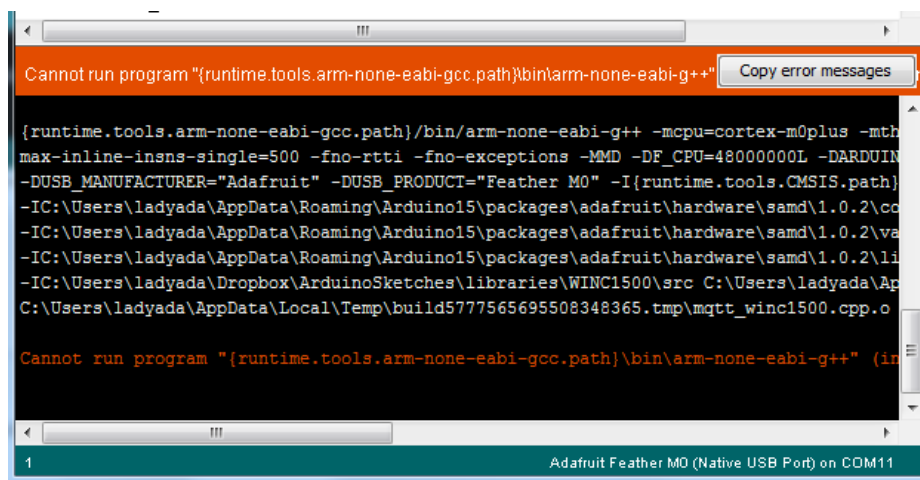 Cannot run program "{runtime.tools.arm-none-eabi-gcc.path}\bin\arm-none-eabi-g++"
Copy error messages
{runtime.tools.arm-none-eabi-gcc.path}/bin/arm-none-eabi-g++ -mcpu=cortex-m0plus -mth
max-inline-insns-single=500 -fno-rtti -fno-exceptions -MMD -DF_CPU=48000000L -DARDUIN
-DUSB_MANUFACTURER="Adafruit" -DUSB_PRODUCT="Feather M0" -I{runtime.tools.CMSIS.path}
-IC:\Users\ladyada\AppData\Roaming\Arduino15\packages\adafruit\hardware\samd\1.0.2\co
-IC:\Users\ladyada\AppData\Roaming\Arduino15\packages\adafruit\hardware\samd\1.0.2\va
-IC:\Users\ladyada\AppData\Roaming\Arduino15\packages\adafruit\hardware\samd\1.0.2\li
-IC:\Users\ladyada\Dropbox\ArduinoSketches\libraries\WINC1500\src C:\Users\ladyada\Ap
C:\Users\ladyada\AppData\Local\Temp\build5777565695508348365.tmp\mqtt_winc1500.cpp.o
Cannot run program "{runtime.tools.arm-none-eabi-gcc.path}\bin\arm-none-eabi-g++" (in
1
Adafruit Feather M0 (Native USB Port) on COM11